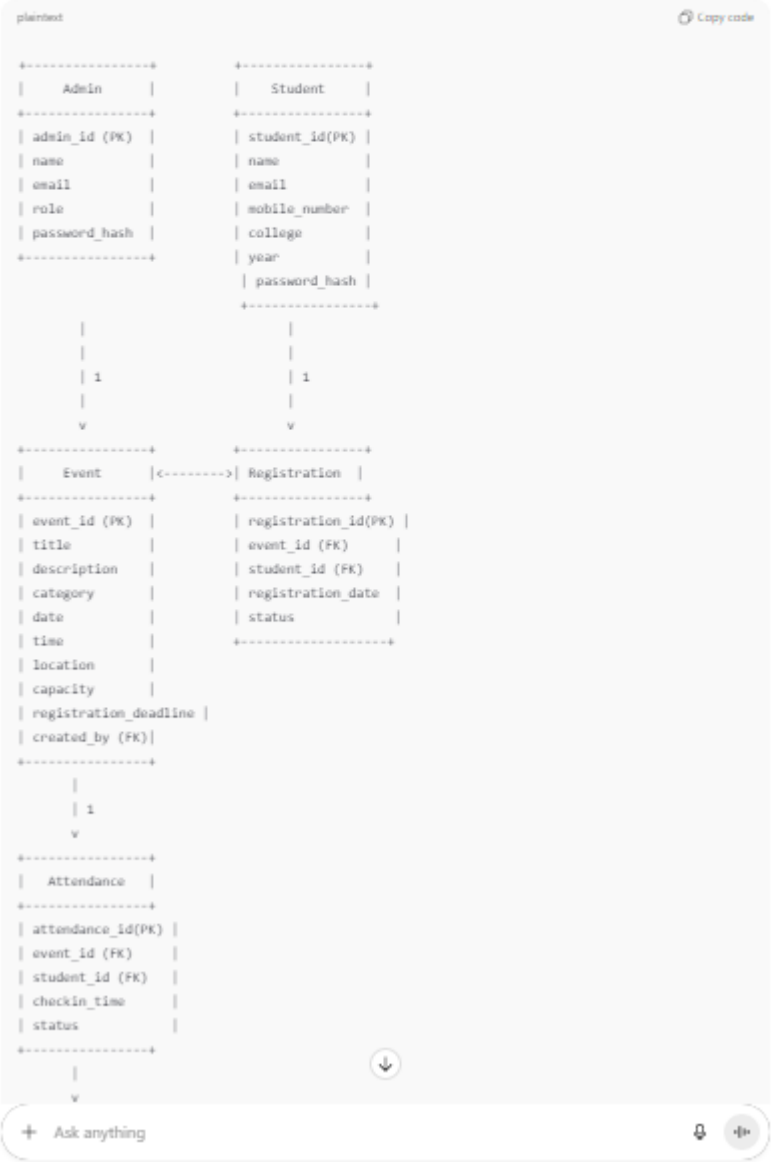 plaintext Copy code
+----------------+          +----------------+
|     Admin      |          |    Student     |
+----------------+          +----------------+
| admin_id (PK)  |          | student_id(PK) |
| name           |          | name           |
| email          |          | email          |
| role           |          | mobile_number  |
| password_hash  |          | college        |
+----------------+          | year           |
                             | password_hash |
                             +----------------+
        |                          |
        |                          |
        | 1                        | 1
        |                          |
        v                          v
+----------------+          +----------------+
|     Event      |<-------->| Registration  |
+----------------+          +----------------+
| event_id (PK)  |          | registration_id(PK) |
| title          |          | event_id (FK)      |
| description    |          | student_id (FK)    |
| category       |          | registration_date  |
| date           |          | status             |
| time           |          +-------------------+
| location       |
| capacity       |
| registration_deadline |
| created_by (FK)|
+----------------+
       |
       | 1
       v
+----------------+
|   Attendance   |
+----------------+
| attendance_id(PK) |
| event_id (FK)     |
| student_id (FK)   |
| checkin_time      |
| status            |
+----------------+
       |
       v
Ask anything